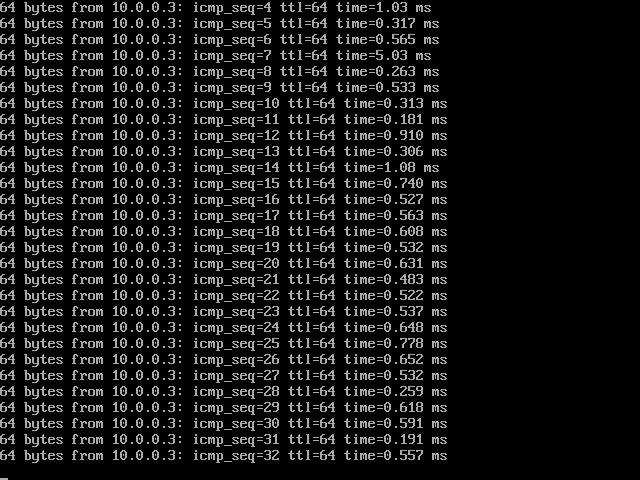 64 bytes from 10.0.0.3: icmp_seq=4 ttl=64 time=1.03 ms
64 bytes from 10.0.0.3: icmp_seq=5 ttl=64 time=0.317 ms
64 bytes from 10.0.0.3: icmp_seq=6 ttl=64 time=0.565 ms
64 bytes from 10.0.0.3: icmp_seq=7 ttl=64 time=5.03 ms
64 bytes from 10.0.0.3: icmp_seq=8 ttl=64 time=0.263 ms
64 bytes from 10.0.0.3: icmp_seq=9 ttl=64 time=0.533 ms
64 bytes from 10.0.0.3: icmp_seq=10 ttl=64 time=0.313 ms
64 bytes from 10.0.0.3: icmp_seq=11 ttl=64 time=0.181 ms
64 bytes from 10.0.0.3: icmp_seq=12 ttl=64 time=0.910 ms
64 bytes from 10.0.0.3: icmp_seq=13 ttl=64 time=0.306 ms
64 bytes from 10.0.0.3: icmp_seq=14 ttl=64 time=1.08 ms
64 bytes from 10.0.0.3: icmp_seq=15 ttl=64 time=0.740 ms
64 bytes from 10.0.0.3: icmp_seq=16 ttl=64 time=0.527 ms
64 bytes from 10.0.0.3: icmp_seq=17 ttl=64 time=0.563 ms
64 bytes from 10.0.0.3: icmp_seq=18 ttl=64 time=0.608 ms
64 bytes from 10.0.0.3: icmp_seq=19 ttl=64 time=0.532 ms
64 bytes from 10.0.0.3: icmp_seq=20 ttl=64 time=0.631 ms
64 bytes from 10.0.0.3: icmp_seq=21 ttl=64 time=0.483 ms
64 bytes from 10.0.0.3: icmp_seq=22 ttl=64 time=0.522 ms
64 bytes from 10.0.0.3: icmp_seq=23 ttl=64 time=0.537 ms
64 bytes from 10.0.0.3: icmp_seq=24 ttl=64 time=0.648 ms
64 bytes from 10.0.0.3: icmp_seq=25 ttl=64 time=0.778 ms
64 bytes from 10.0.0.3: icmp_seq=26 ttl=64 time=0.652 ms
64 bytes from 10.0.0.3: icmp_seq=27 ttl=64 time=0.532 ms
64 bytes from 10.0.0.3: icmp_seq=28 ttl=64 time=0.259 ms
64 bytes from 10.0.0.3: icmp_seq=29 ttl=64 time=0.618 ms
64 bytes from 10.0.0.3: icmp_seq=30 ttl=64 time=0.591 ms
64 bytes from 10.0.0.3: icmp_seq=31 ttl=64 time=0.191 ms
64 bytes from 10.0.0.3: icmp_seq=32 ttl=64 time=0.557 ms